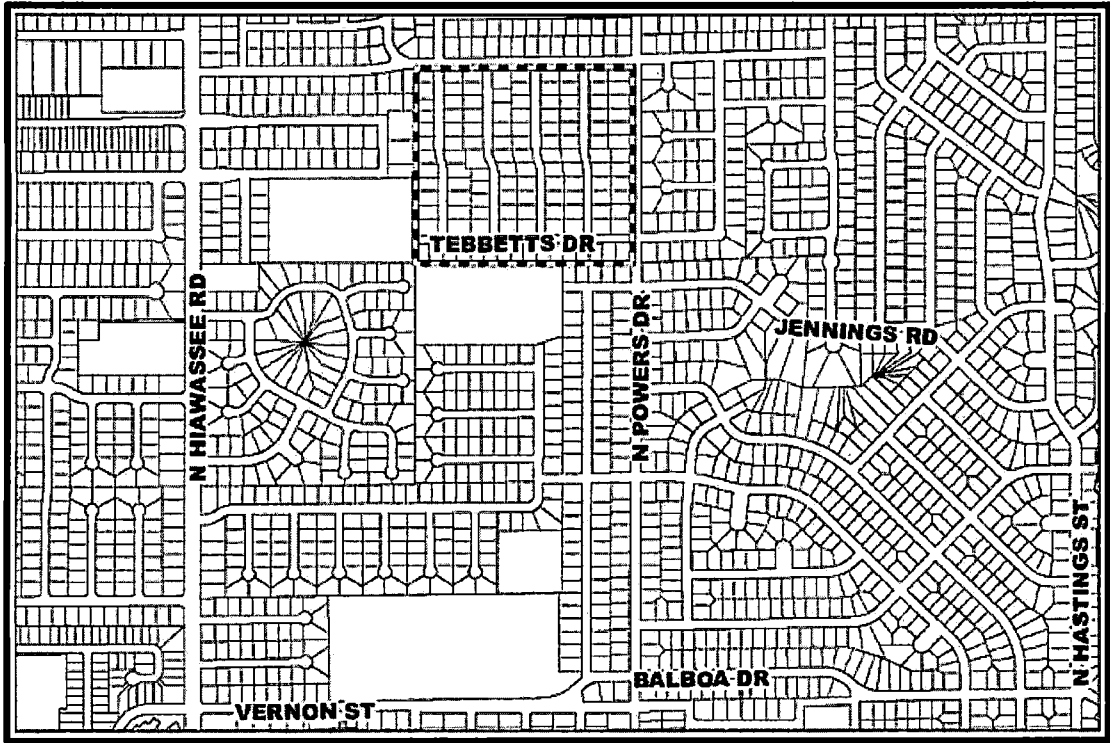 TEBBETTS DR
N HIAWASSEE RD
N POWERS DR
JENNINGS RD
N HASTINGS ST
BALBOA DR
VERNON ST